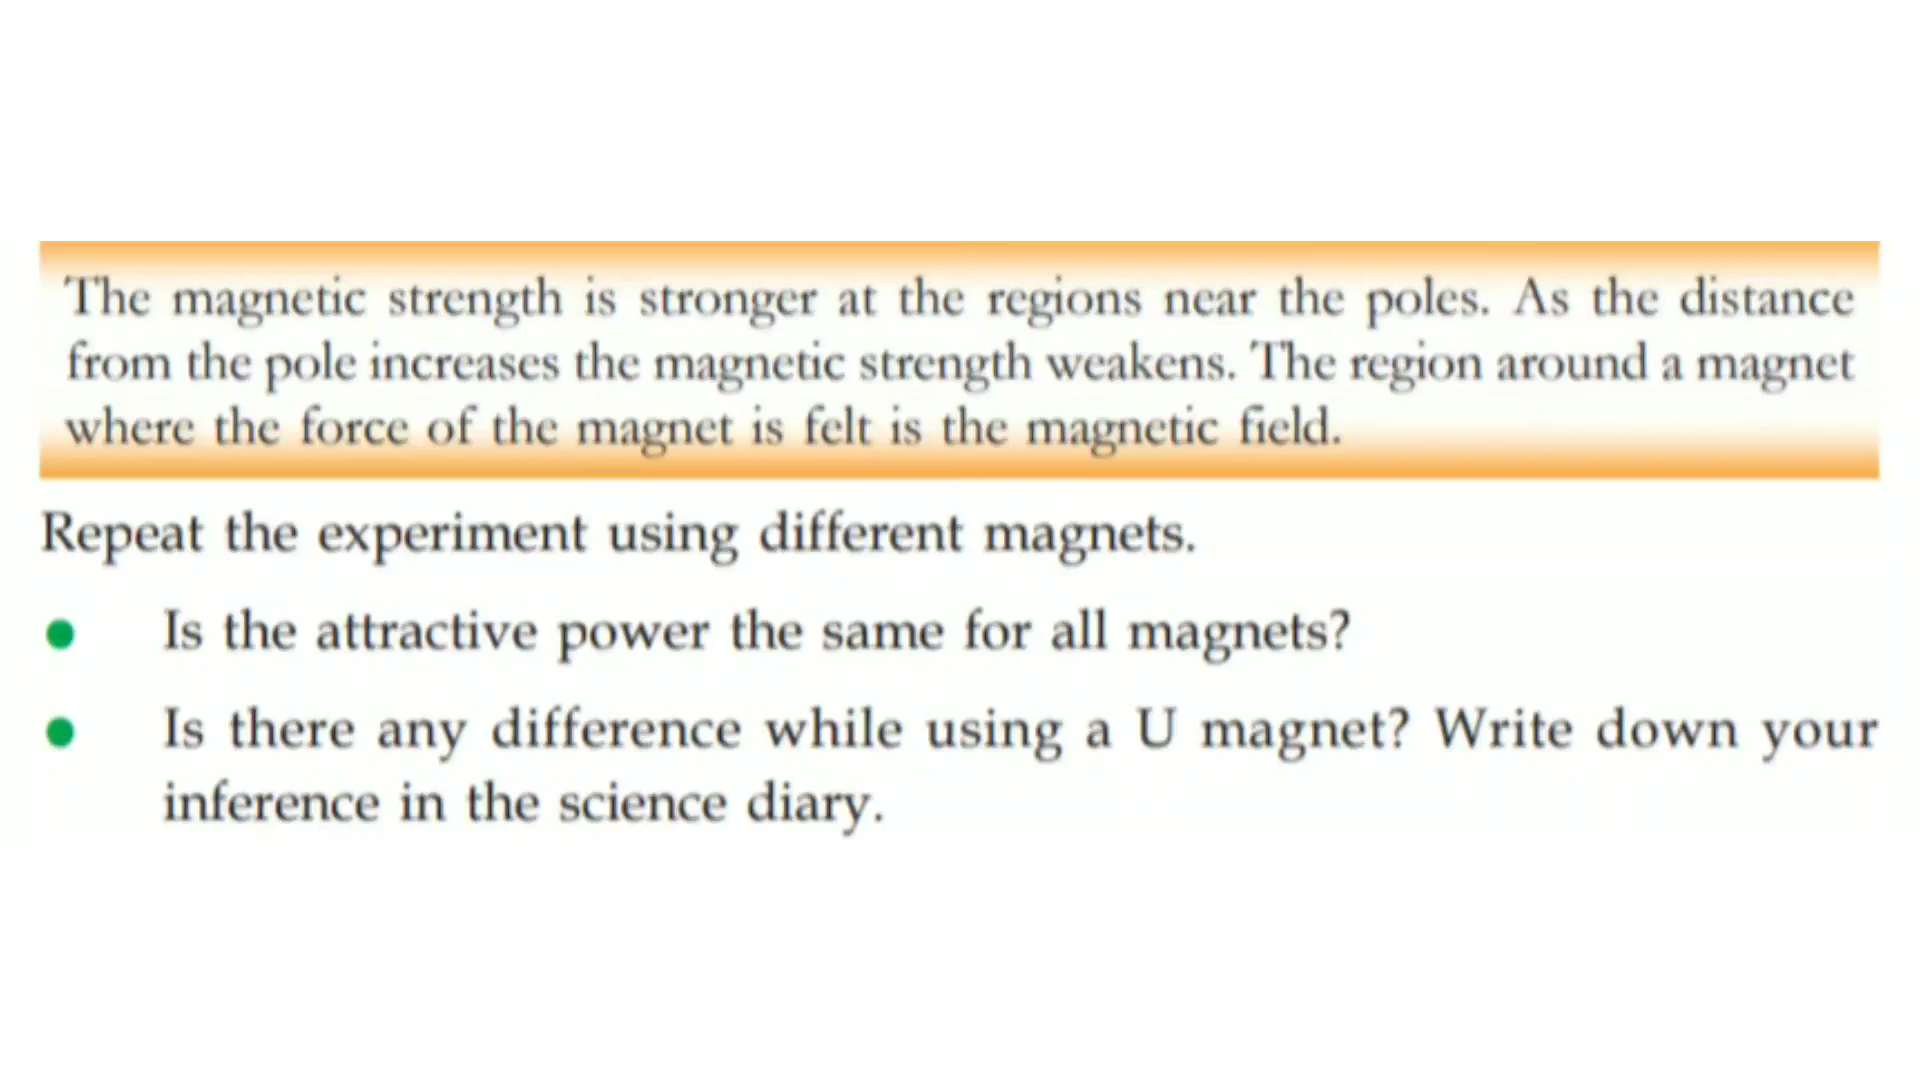 The magnetic strength is stronger at the regions near the poles. As the distance
from the pole increases the magnetic strength weakens. The region around a magnet
where the force of the magnet is felt is the magnetic field.
Repeat the experiment using different magnets.
● Is the attractive power the same for all magnets?
● Is there any difference while using a U magnet? Write down your
inference in the science diary.